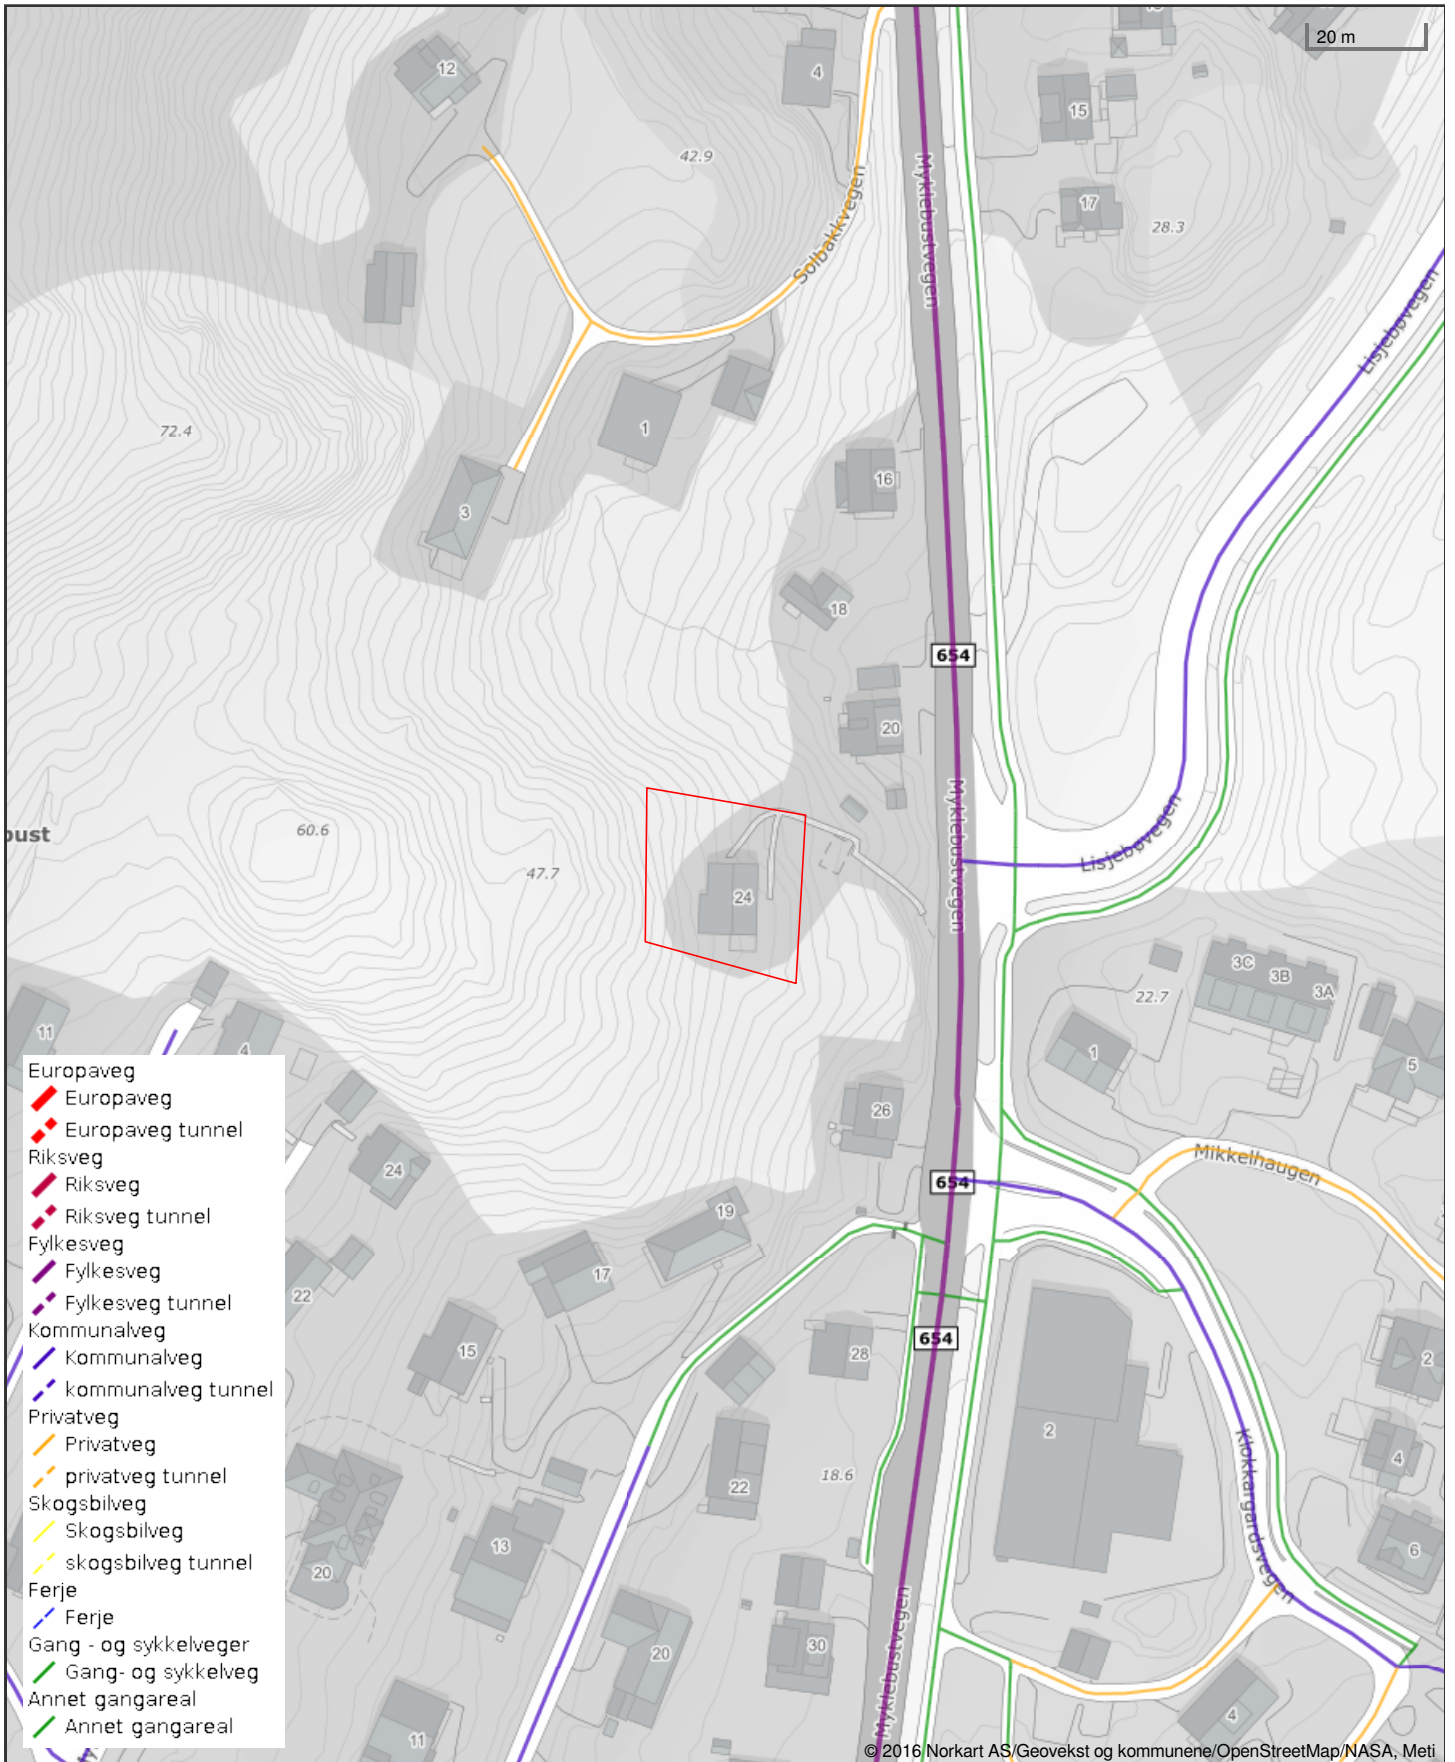 20 m
12
4
15
42.9
Myklebustvegen
Solbakkvegen
17
28.3
Lisjebøvegen
72.4
1
3
16
18
654
20
Myklebustvegen
Lisjebøvegen
60.6
bust
47.7
24
3C
3B
3A
22.7
11
4
1
5
26
24
Mikkelhaugen
654
19
17
22
654
15
28
2
2
4
22
18.6
Klokkargardsvegen
13
6
20
Myklebustvegen
30
20
4
11
Europaveg
Europaveg
Europaveg tunnel
Riksveg
Riksveg
Riksveg tunnel
Fylkesveg
Fylkesveg
Fylkesveg tunnel
Kommunalveg
Kommunalveg
kommunalveg tunnel
Privatveg
Privatveg
privatveg tunnel
Skogsbilveg
Skogsbilveg
skogsbilveg tunnel
Ferje
Ferje
Gang - og sykkelveger
Gang- og sykkelveg
Annet gangareal
Annet gangareal
© 2016 Norkart AS/Geovekst og kommunene/OpenStreetMap/NASA, Meti